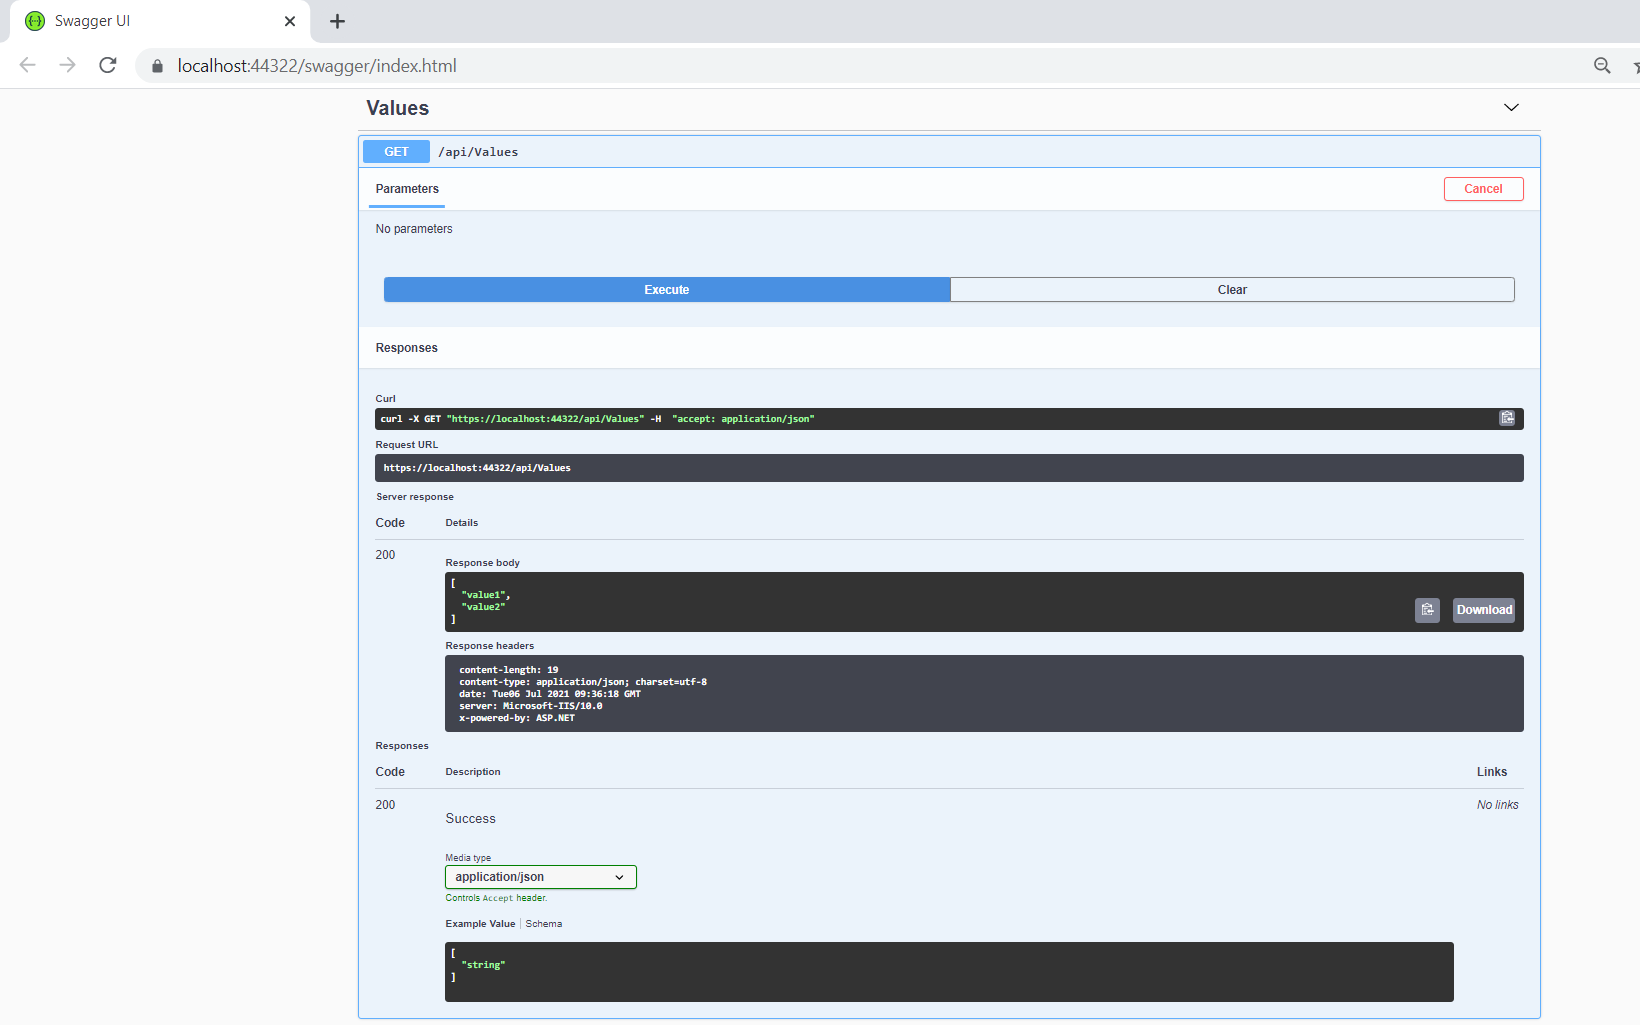 Swagger UI
localhost:44322/swagger/index.html
Values
GET /api/Values
Parameters
Cancel
No parameters
Execute
Clear
Responses
Curl
curl -X GET "https://localhost:44322/api/Values" -H  "accept: application/json"
Request URL
https://localhost:44322/api/Values
Server response
Code Details
200
Response body
[
"value1",
"value2"
]
Download
Response headers
content-length: 19
content-type: application/json; charset=utf-8
date: Tue06 Jul 2021 09:36:18 GMT
server: Microsoft-IIS/10.0
x-powered-by: ASP.NET
Responses
Code Description Links
200
Success
No links
Media type
application/json
Controls Accept header.
Example Value | Schema
[
"string"
]